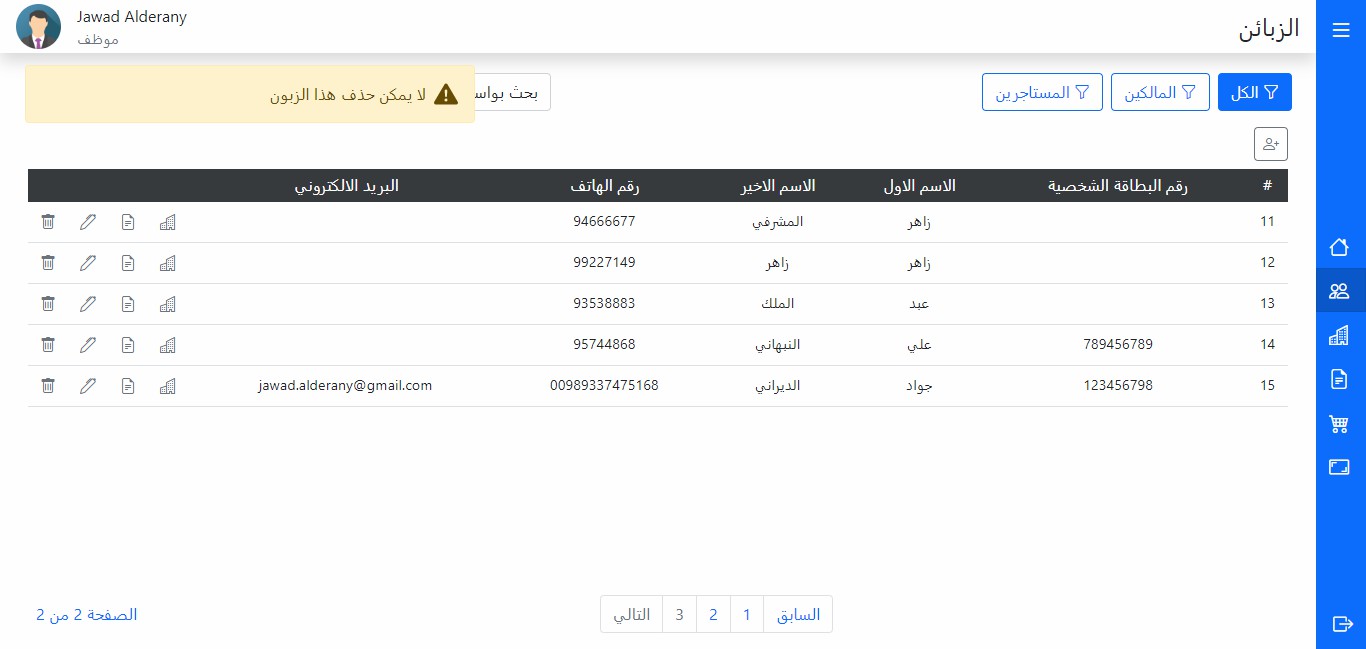 الزبائن
Jawad Alderany
موظف
الكل
المالكين
المستاجرين
بحث بواس
لا يمكن حذف هذا الزبون
# رقم البطاقة الشخصية الاسم الاول الاسم الاخير رقم الهاتف البريد الالكتروني
11 زاهر المشرفي 94666677
12 زاهر زاهر 99227149
13 عبد الملك 93538883
14 789456789 علي النبهاني 95744868
15 123456798 جواد الديراني 00989337475168 jawad.alderany@gmail.com
السابق 1 2 3 التالي
الصفحة 2 من 2